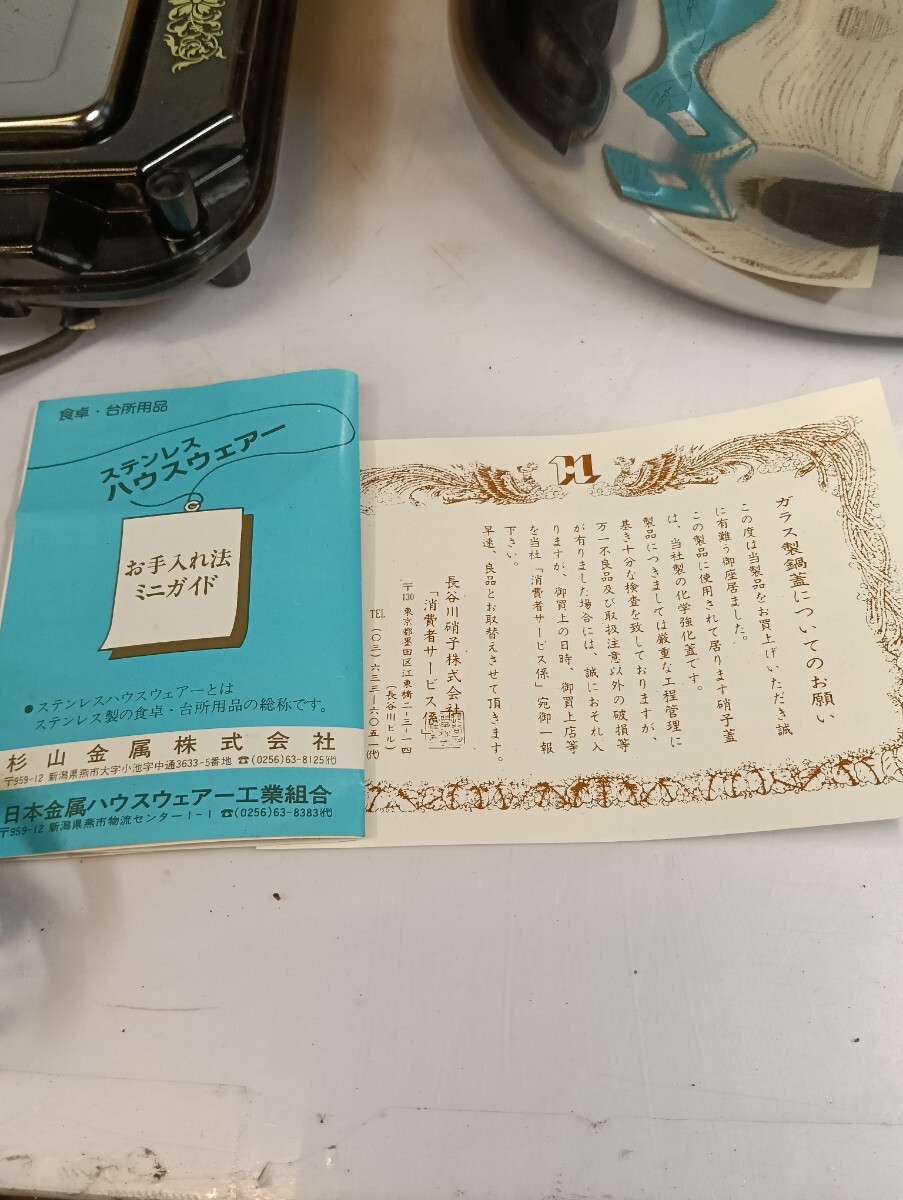 食卓・台所用品
ステンレス
ハウスウェアー
お手入れ法
ミニガイド
●ステンレスハウスウェアーとは
ステンレス製の食卓・台所用品の総称です。
杉山金属株式会社
〒959-12 新潟県燕市大字小池字中通3633-5番地 ☎(0256)63-8125(代)
日本金属ハウスウェアー工業組合
〒959-12 新潟県燕市物流センター1-1 ☎(0256)63-8383(代)
ガラス製鍋蓋についてのお願い
この度は当製品をお買上げいただき誠
に有難う御座居ました。
この製品に使用されて居ります硝子蓋
は、当社製の化学強化蓋です。
製品につきましては厳重な工程管理に
基き十分な検査を致しておりますが、
万一不良品及び取扱注意以外の破損等
が有りました場合には、誠におそれ入
りますが、御買上の日時、御買上店等
を当社「消費者サービス係」宛御一報
下さい。
早速、良品とお取替えさせて頂きます。
長谷川硝子株式会社
「消費者サービス係」
〒130 東京都墨田区江東橋二-三-一四
(長谷川ビル)
TEL (〇三)六三三-六〇五一(代)